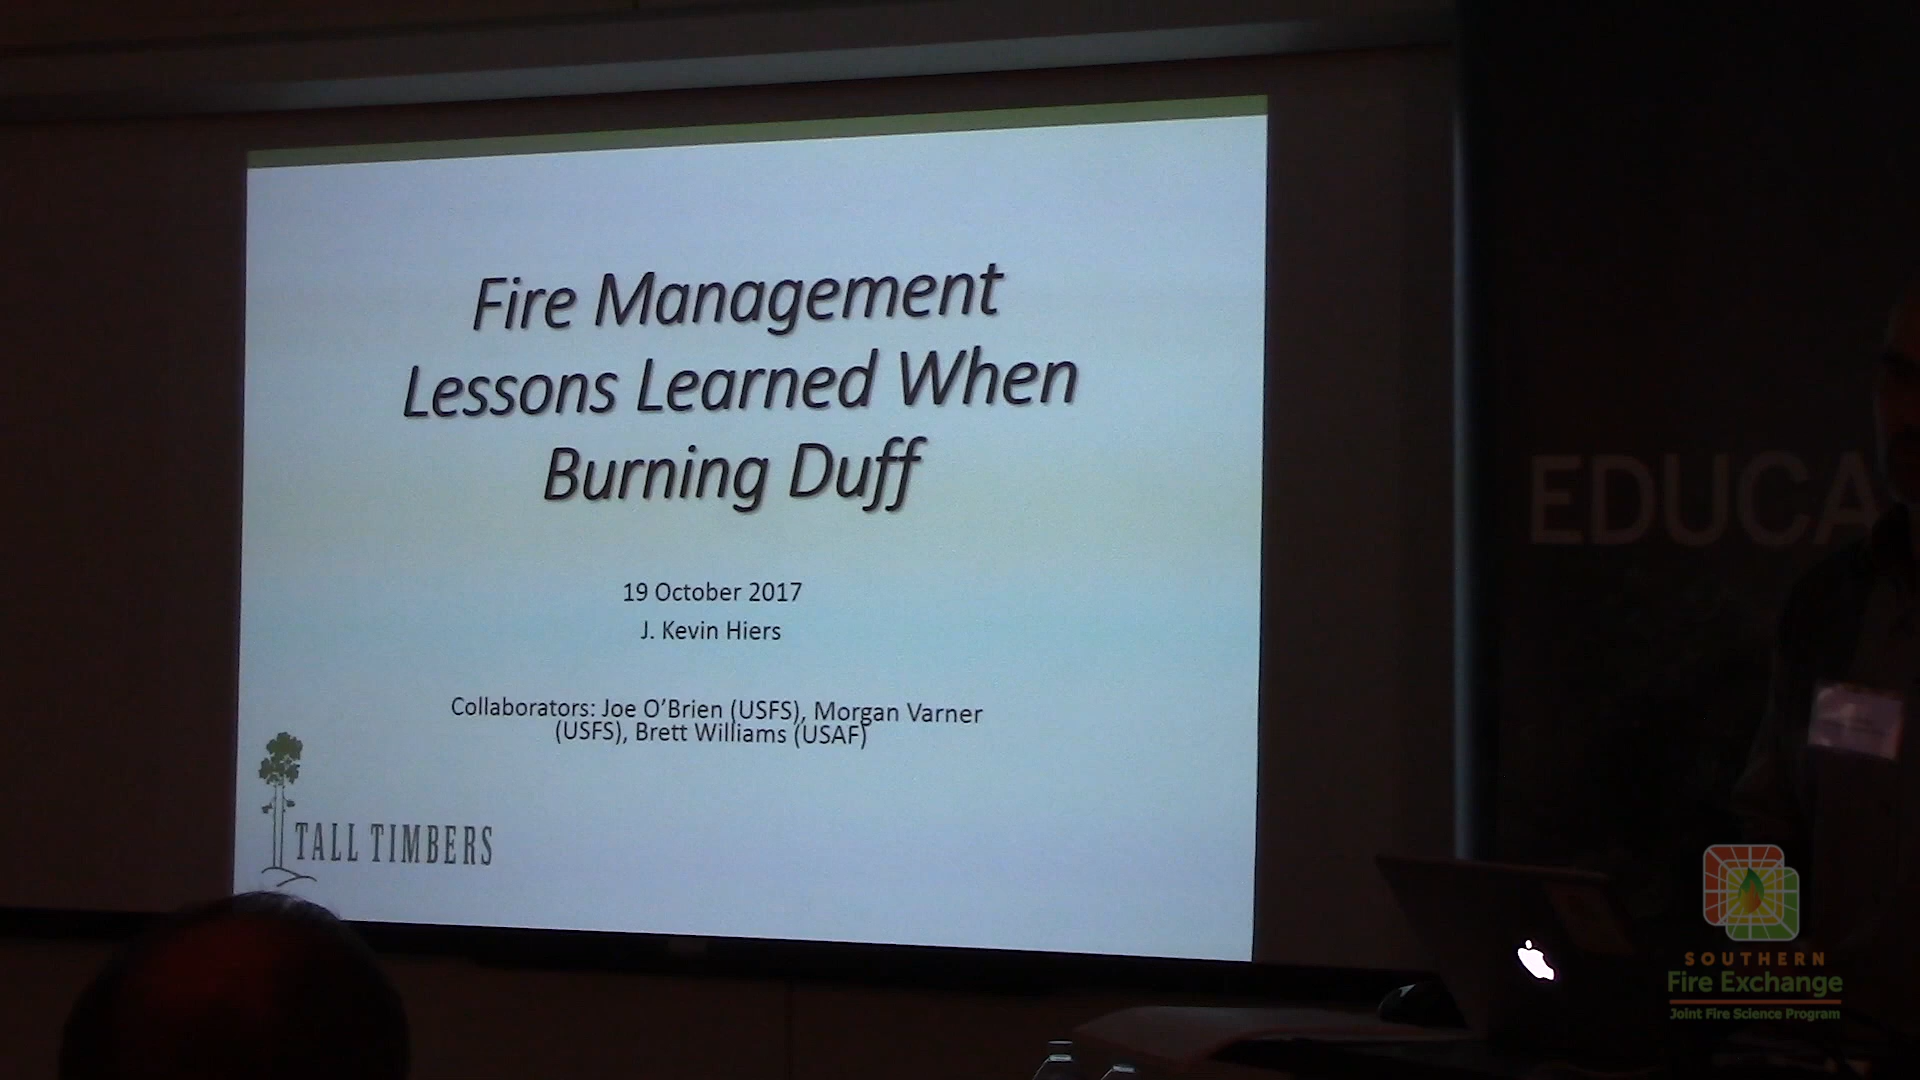 Fire Management
Lessons Learned When
Burning Duff
19 October 2017
J. Kevin Hiers
Collaborators: Joe O'Brien (USFS), Morgan Varner
(USFS), Brett Williams (USAF)
TALL TIMBERS
EDUCA
SOUTHERN
Fire Exchange
Joint Fire Science Program